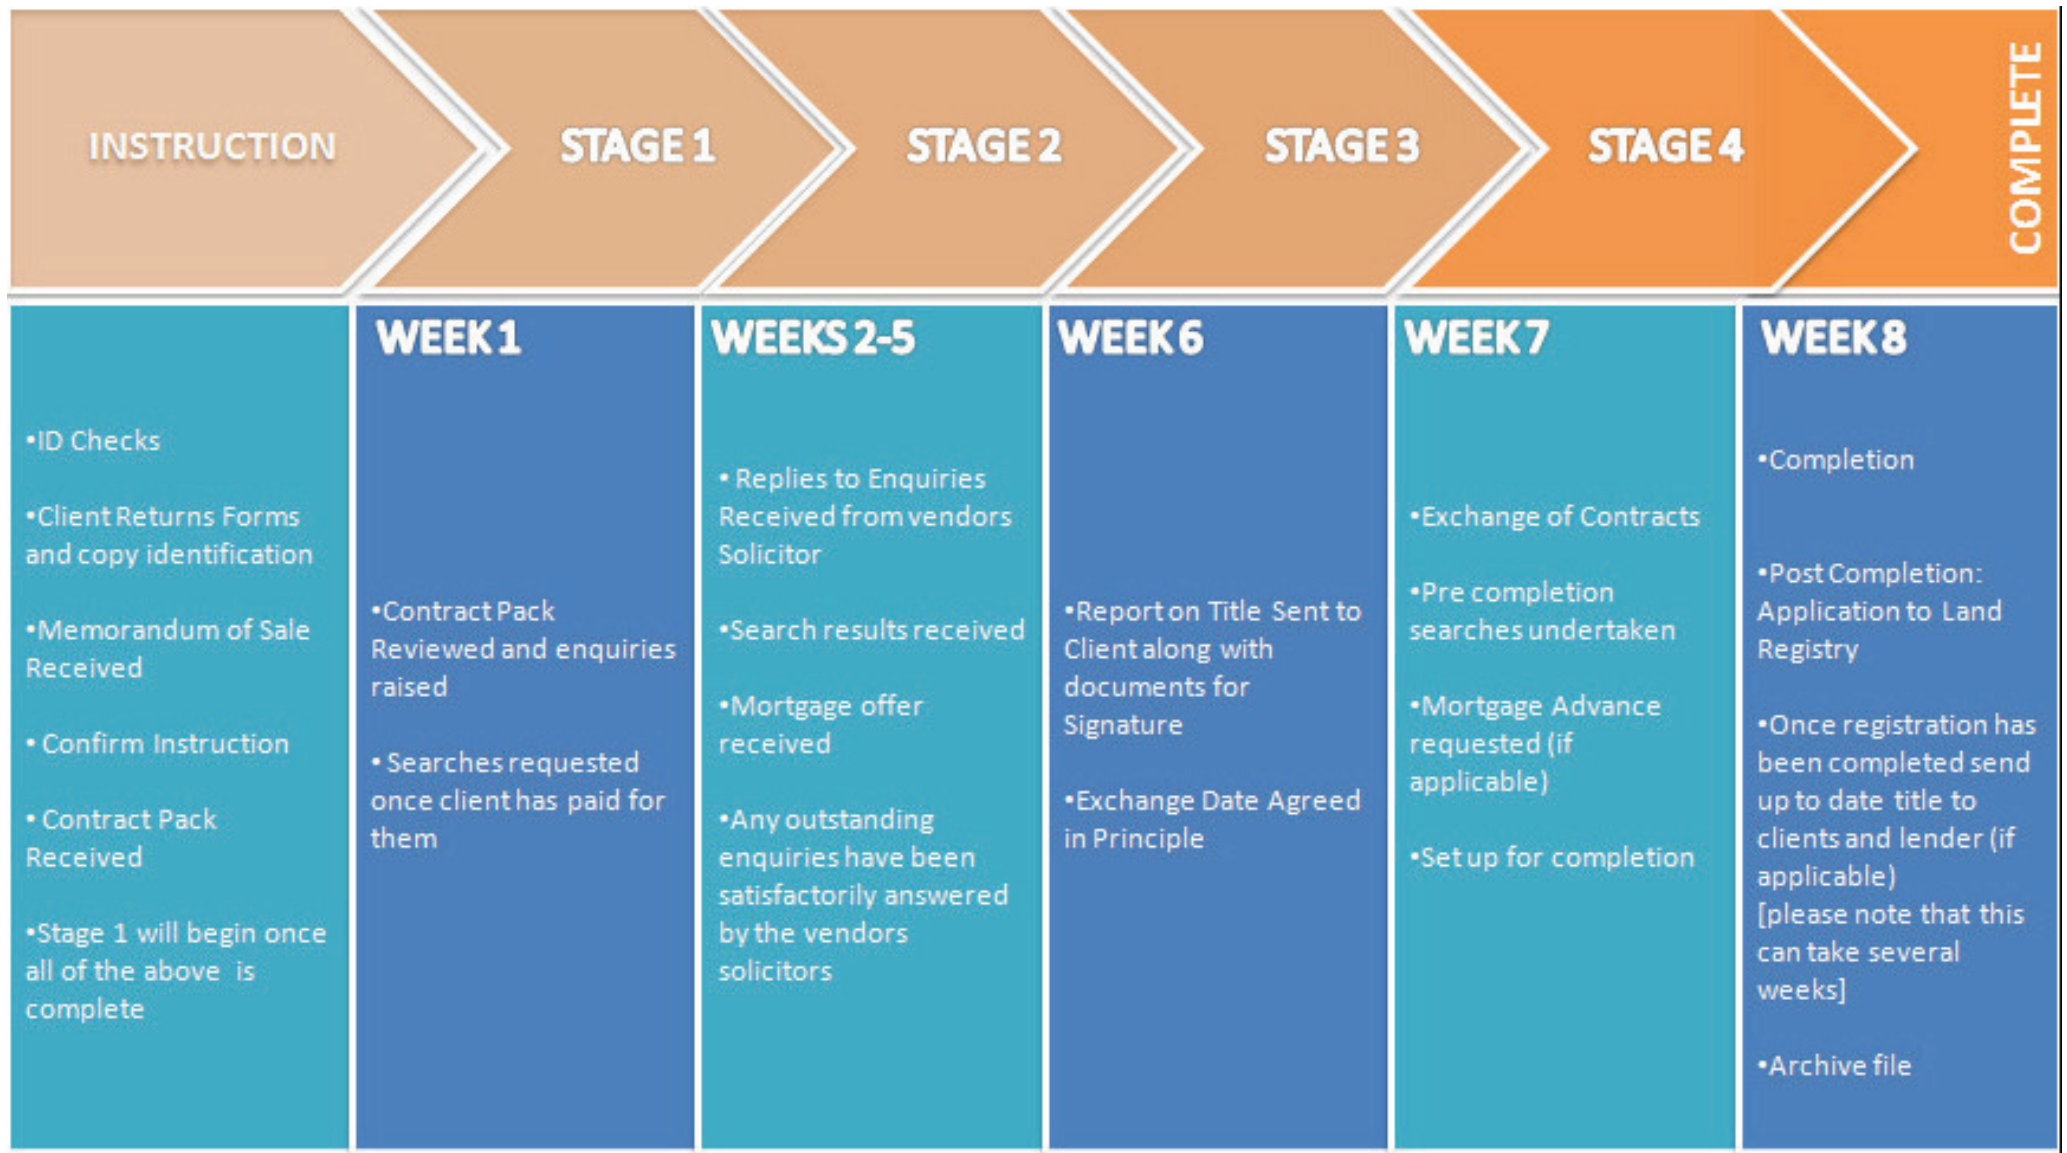 INSTRUCTION
STAGE 1
STAGE 2
STAGE 3
STAGE 4
COMPLETE
•ID Checks
•Client Returns Forms
and copy identification
•Memorandum of Sale
Received
• Confirm Instruction
• Contract Pack
Received
•Stage 1 will begin once
all of the above is
complete
WEEK 1
•Contract Pack
Reviewed and enquiries
raised
• Searches requested
once client has paid for
them
WEEKS 2-5
• Replies to Enquiries
Received from vendors
Solicitor
•Search results received
•Mortgage offer
received
•Any outstanding
enquiries have been
satisfactorily answered
by the vendors
solicitors
WEEK 6
•Report on Title Sent to
Client along with
documents for
Signature
•Exchange Date Agreed
in Principle
WEEK 7
•Exchange of Contracts
•Pre completion
searches undertaken
•Mortgage Advance
requested (if
applicable)
•Set up for completion
WEEK 8
•Completion
•Post Completion:
Application to Land
Registry
•Once registration has
been completed send
up to date title to
clients and lender (if
applicable)
[please note that this
can take several
weeks]
•Archive file